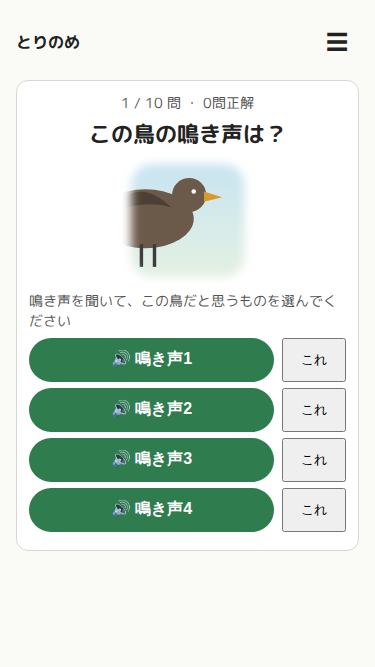 とりのめ
1 / 10 問 · 0問正解
この鳥の鳴き声は？
鳴き声を聞いて、この鳥だと思うものを選んでく
ださい
鳴き声1
これ
鳴き声2
これ
鳴き声3
これ
鳴き声4
これ